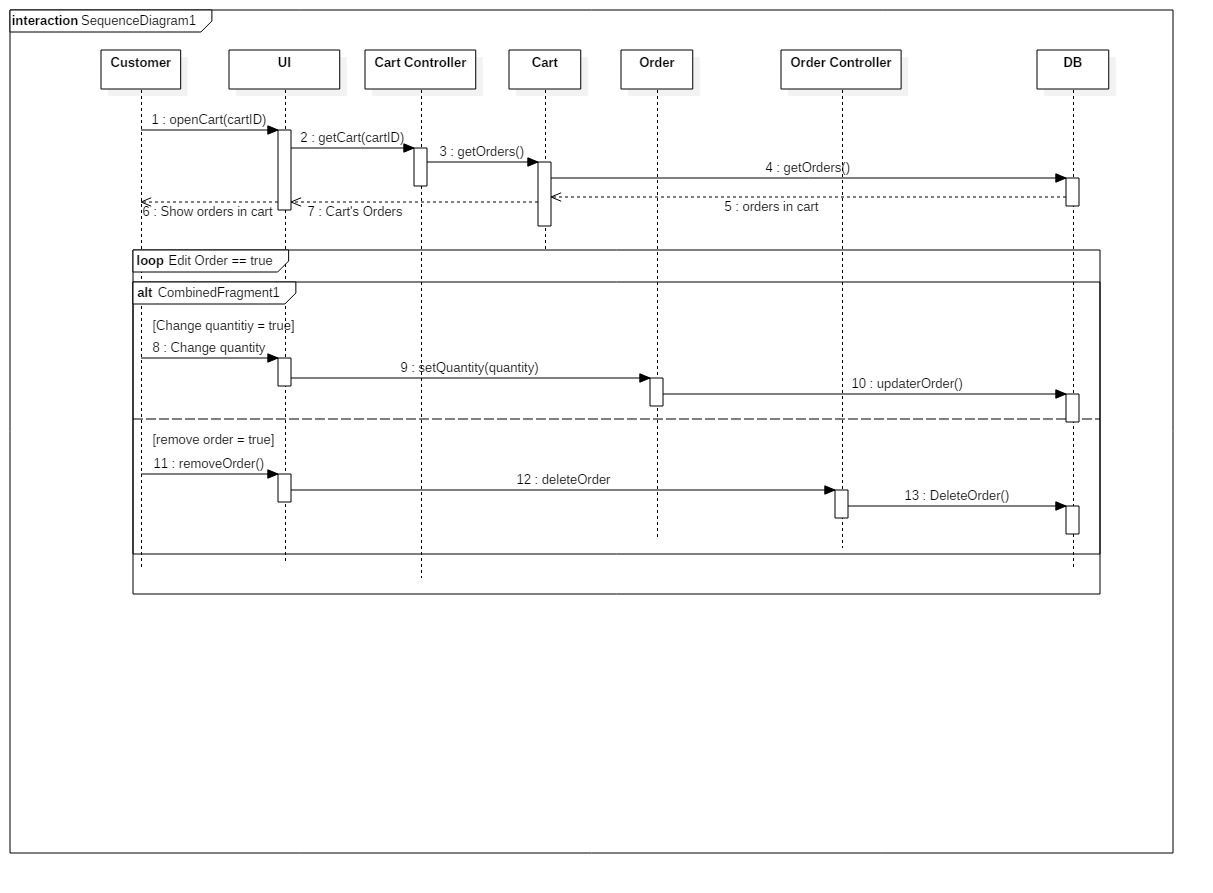 interaction SequenceDiagram1
Customer
UI
Cart Controller
Cart
Order
Order Controller
DB
1 : openCart(cartID)
2 : getCart(cartID)
3 : getOrders()
4 : getOrders()
5 : orders in cart
6 : Show orders in cart
7 : Cart's Orders
loop Edit Order == true
alt CombinedFragment1
[Change quantitiy = true]
8 : Change quantity
9 : setQuantity(quantity)
10 : updaterOrder()
[remove order = true]
11 : removeOrder()
12 : deleteOrder
13 : DeleteOrder()